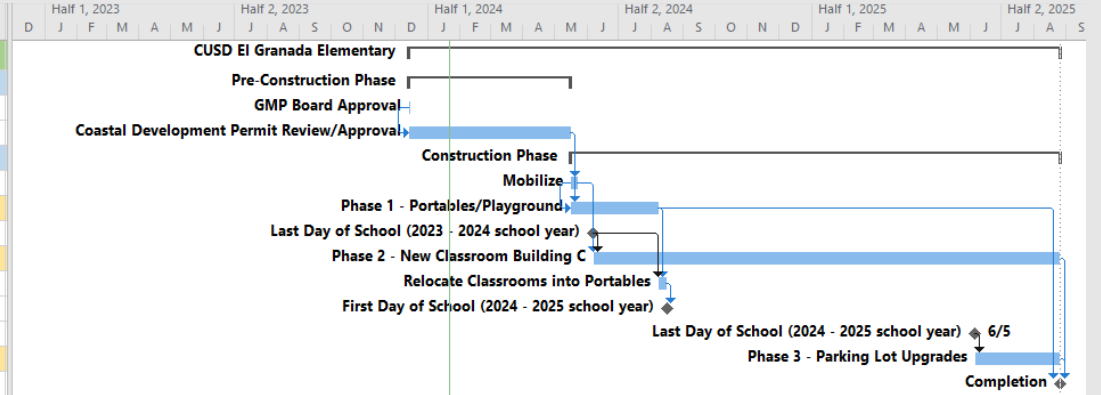 Half 1, 2023 Half 2, 2023 Half 1, 2024 Half 2, 2024 Half 1, 2025 Half 2, 2025
D J F M A M J J A S O N D J F M A M J J A S O N D J F M A M J J A S
CUSD El Granada Elementary
Pre-Construction Phase
GMP Board Approval
Coastal Development Permit Review/Approval
Construction Phase
Mobilize
Phase 1 - Portables/Playground
Last Day of School (2023 - 2024 school year)
Phase 2 - New Classroom Building C
Relocate Classrooms into Portables
First Day of School (2024 - 2025 school year)
Last Day of School (2024 - 2025 school year) 6/5
Phase 3 - Parking Lot Upgrades
Completion